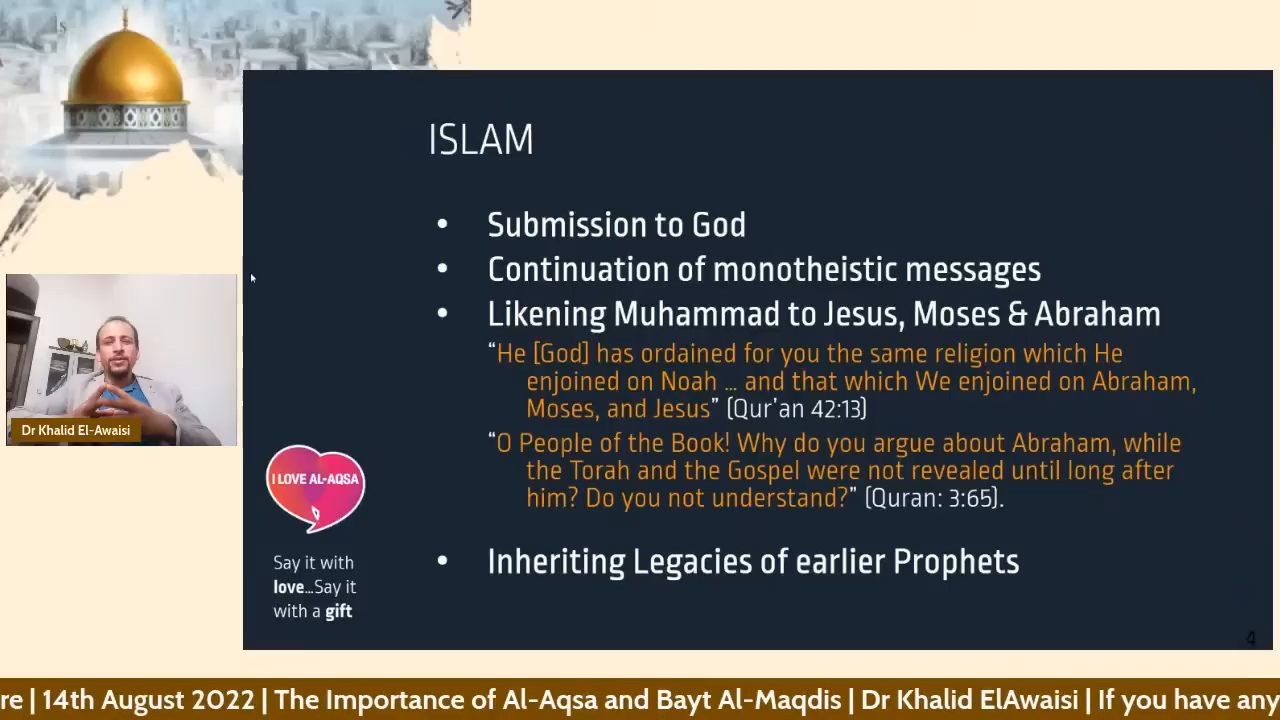 ISLAM
• Submission to God
• Continuation of monotheistic messages
• Likening Muhammad to Jesus, Moses & Abraham
“He [God] has ordained for you the same religion which He
enjoined on Noah ... and that which We enjoined on Abraham,
Moses, and Jesus” (Qur'an 42:13)
“O People of the Book! Why do you argue about Abraham, while
the Torah and the Gospel were not revealed until long after
him? Do you not understand?” (Quran: 3:65).
• Inheriting Legacies of earlier Prophets
4
Dr Khalid El-Awaisi
I LOVE AL-AQSA
Say it with
love...Say it
with a gift
re | 14th August 2022 | The Importance of Al-Aqsa and Bayt Al-Maqdis | Dr Khalid ElAwaisi | If you have any